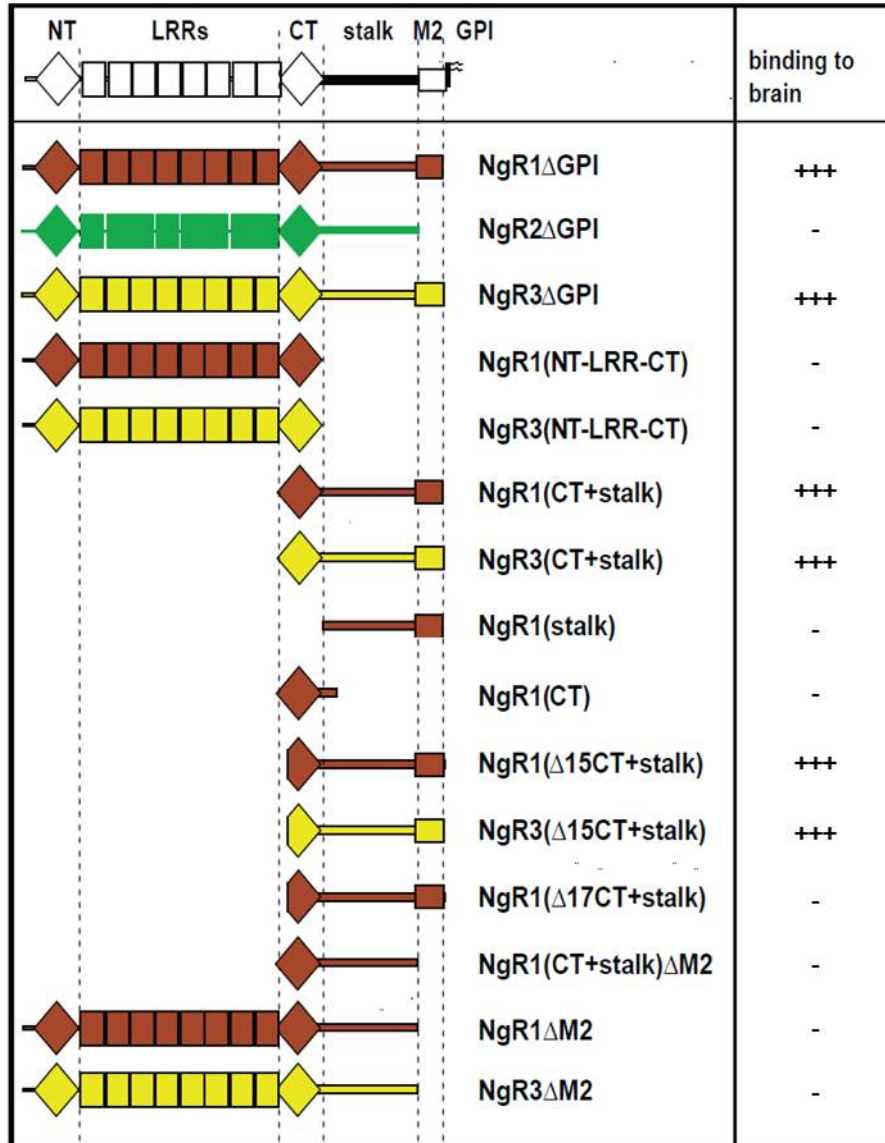 NT LRRs CT stalk M2 GPI
binding to
brain
NgR1ΔGPI +++
NgR2ΔGPI -
NgR3ΔGPI +++
NgR1(NT-LRR-CT) -
NgR3(NT-LRR-CT) -
NgR1(CT+stalk) +++
NgR3(CT+stalk) +++
NgR1(stalk) -
NgR1(CT) -
NgR1(Δ15CT+stalk) +++
NgR3(Δ15CT+stalk) +++
NgR1(Δ17CT+stalk) -
NgR1(CT+stalk)ΔM2 -
NgR1ΔM2 -
NgR3ΔM2 -